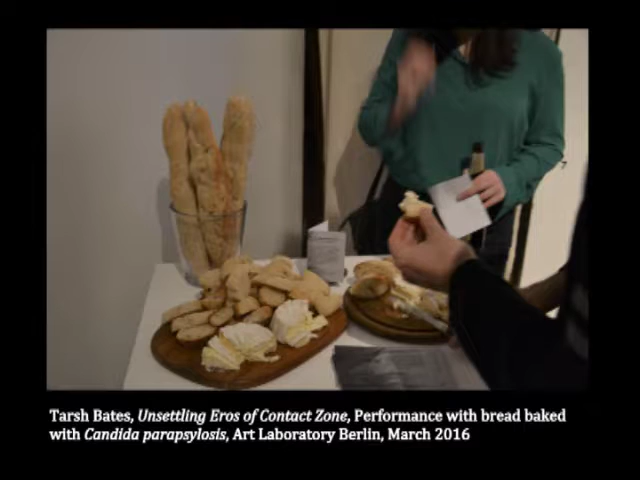 Tarsh Bates, Unsettling Eros of Contact Zone, Performance with bread baked
with Candida parapsylosis, Art Laboratory Berlin, March 2016